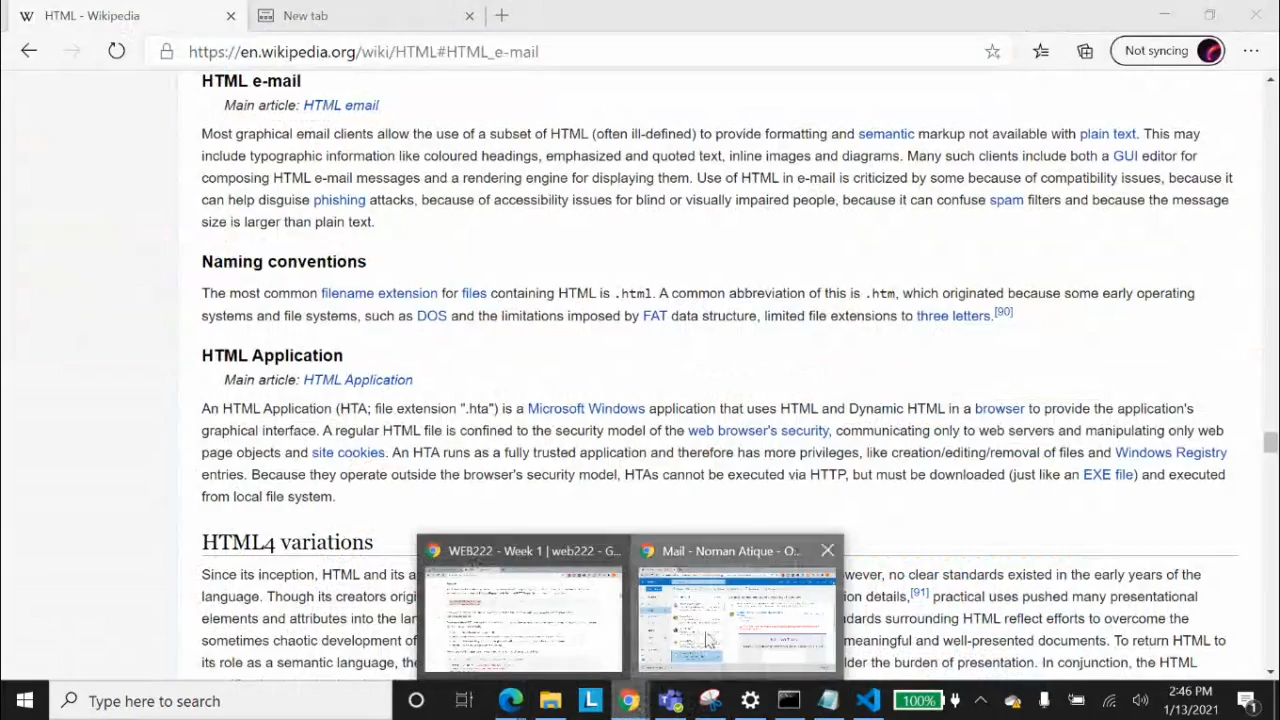 HTML - Wikipedia
New tab
https://en.wikipedia.org/wiki/HTML#HTML_e-mail
Not syncing
HTML e-mail
Main article: HTML email
Most graphical email clients allow the use of a subset of HTML (often ill-defined) to provide formatting and semantic markup not available with plain text. This may
include typographic information like coloured headings, emphasized and quoted text, inline images and diagrams. Many such clients include both a GUI editor for
composing HTML e-mail messages and a rendering engine for displaying them. Use of HTML in e-mail is criticized by some because of compatibility issues, because it
can help disguise phishing attacks, because of accessibility issues for blind or visually impaired people, because it can confuse spam filters and because the message
size is larger than plain text.
Naming conventions
The most common filename extension for files containing HTML is .html. A common abbreviation of this is .htm, which originated because some early operating
systems and file systems, such as DOS and the limitations imposed by FAT data structure, limited file extensions to three letters.[90]
HTML Application
Main article: HTML Application
An HTML Application (HTA; file extension ".hta") is a Microsoft Windows application that uses HTML and Dynamic HTML in a browser to provide the application's
graphical interface. A regular HTML file is confined to the security model of the web browser's security, communicating only to web servers and manipulating only web
page objects and site cookies. An HTA runs as a fully trusted application and therefore has more privileges, like creation/editing/removal of files and Windows Registry
entries. Because they operate outside the browser's security model, HTAs cannot be executed via HTTP, but must be downloaded (just like an EXE file) and executed
from local file system.
HTML4 variations
WEB222 - Week 1 | web222 - G...
Mail - Noman Atique - O...
Since its inception, HTML and its a wever, no clear standards existed in the early years of the
language. Though its creators orig ion details,[91] practical uses pushed many presentational
elements and attributes into the lar ndards surrounding HTML reflect efforts to overcome the
sometimes chaotic development of meaningful and well-presented documents. To return HTML to
its role as a semantic language, the der the burden of presentation. In conjunction, the HTML
Type here to search
100%
2:46 PM
1/13/2021